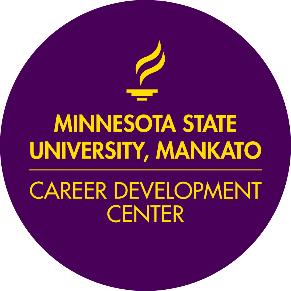 MINNESOTA STATE
UNIVERSITY, MANKATO
CAREER DEVELOPMENT
CENTER